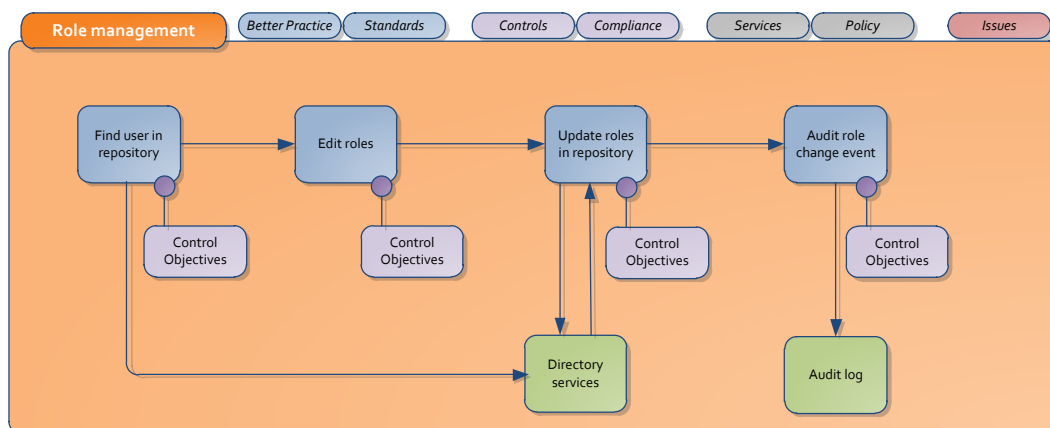 Role management
Better Practice
Standards
Controls
Compliance
Services
Policy
Issues
Find user in
repository
Edit roles
Update roles
in repository
Audit role
change event
Control
Objectives
Control
Objectives
Control
Objectives
Control
Objectives
Directory
services
Audit log